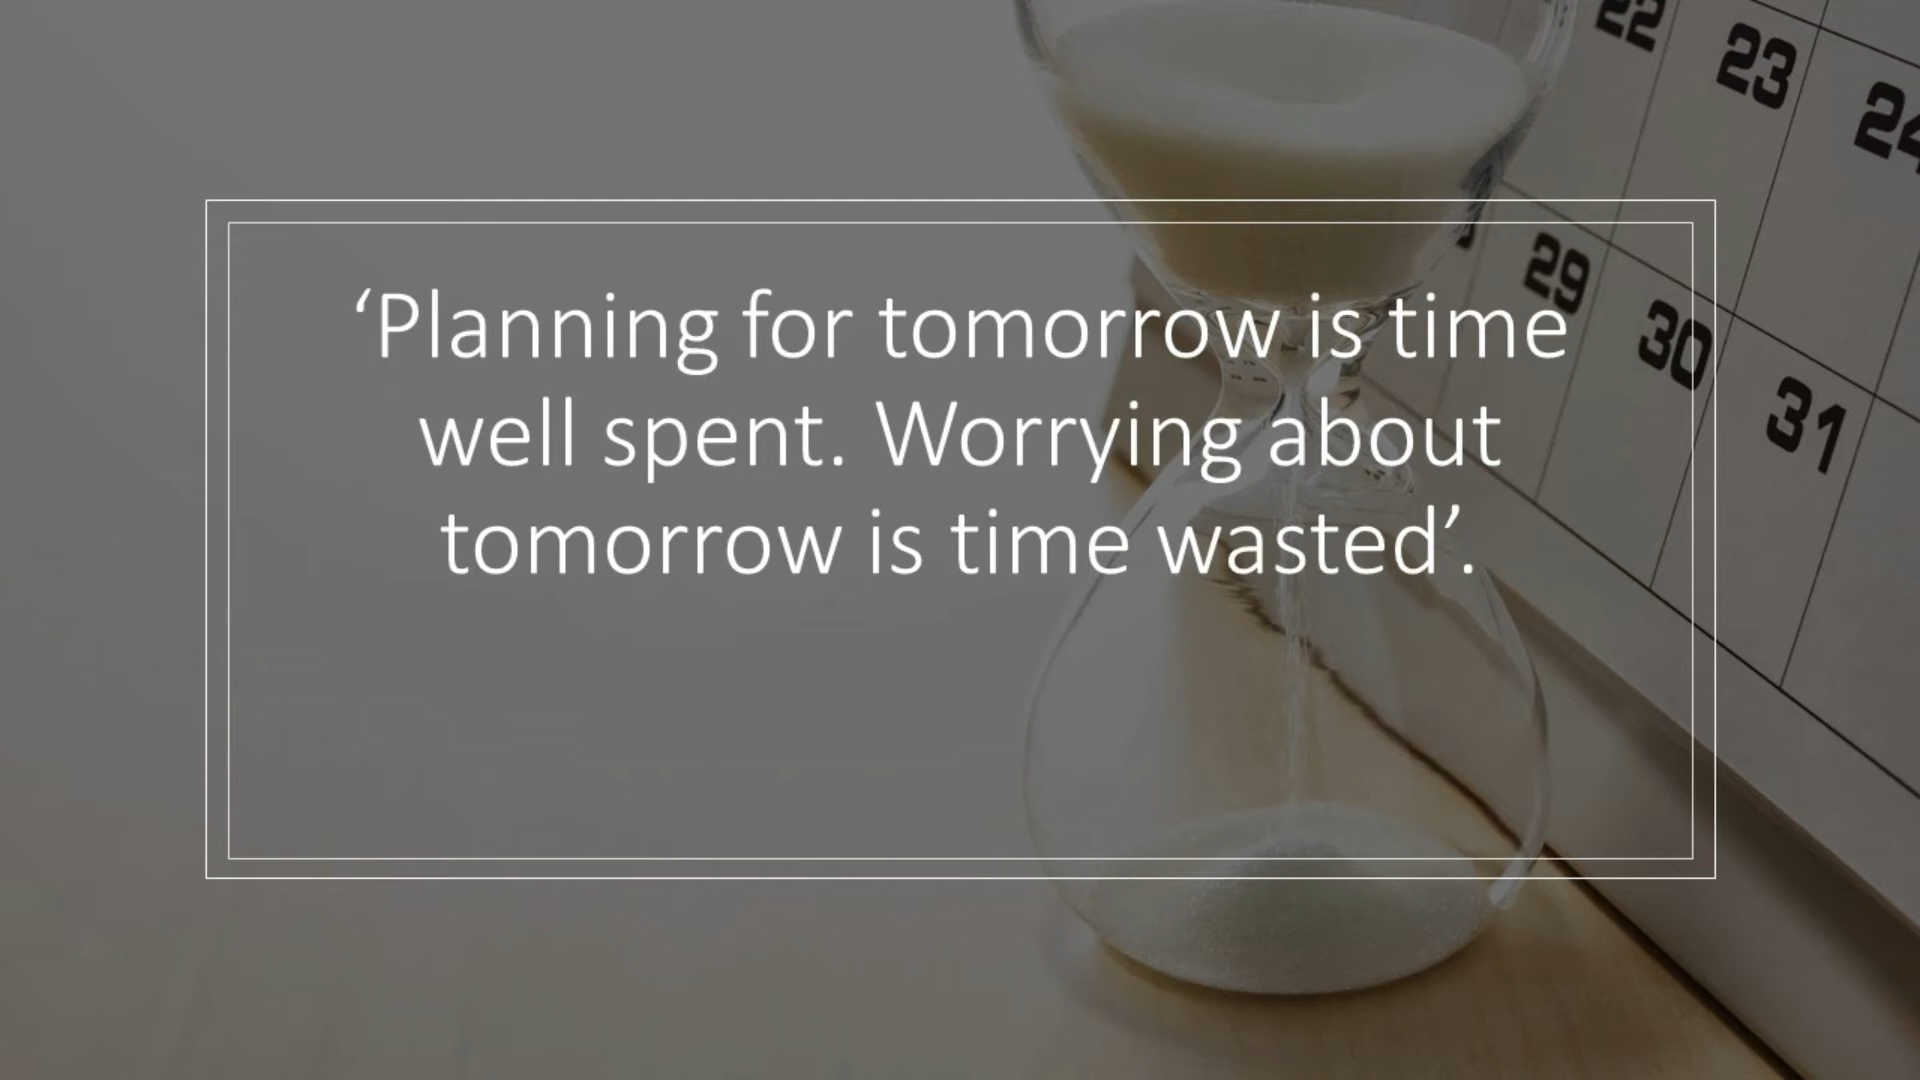 ‘Planning for tomorrow is time
well spent. Worrying about
tomorrow is time wasted’.
22
23
24
29
30
31